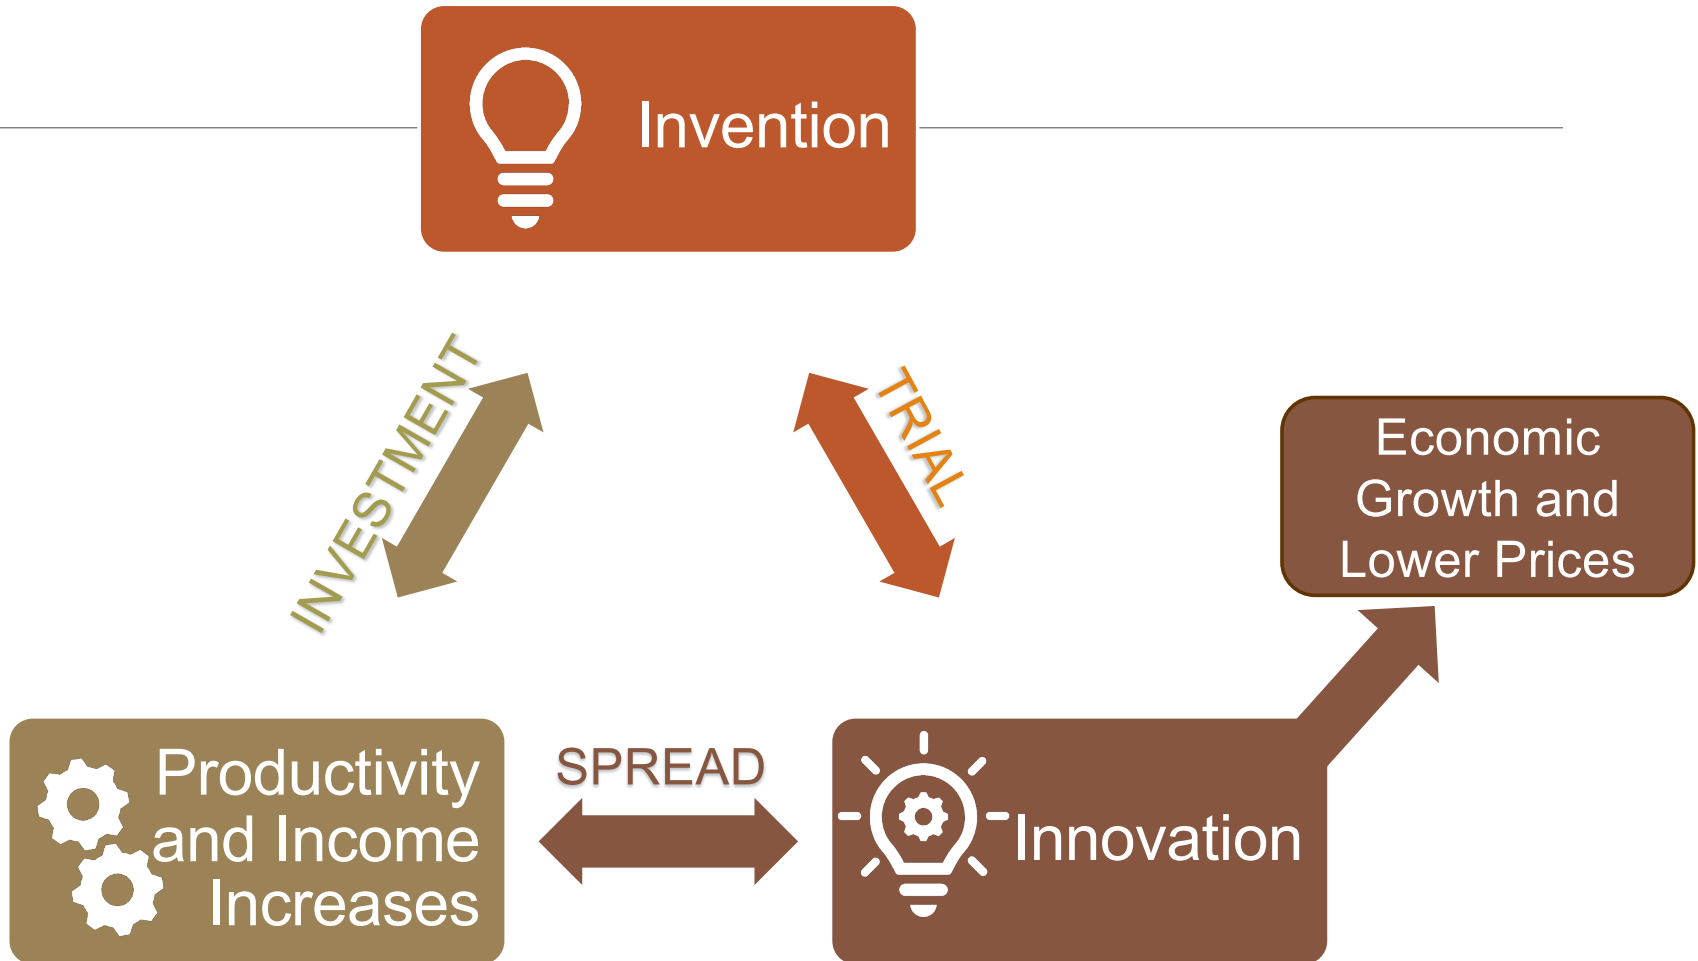 Invention
INVESTMENT
TRIAL
Economic
Growth and
Lower Prices
Productivity
and Income
Increases
SPREAD
Innovation